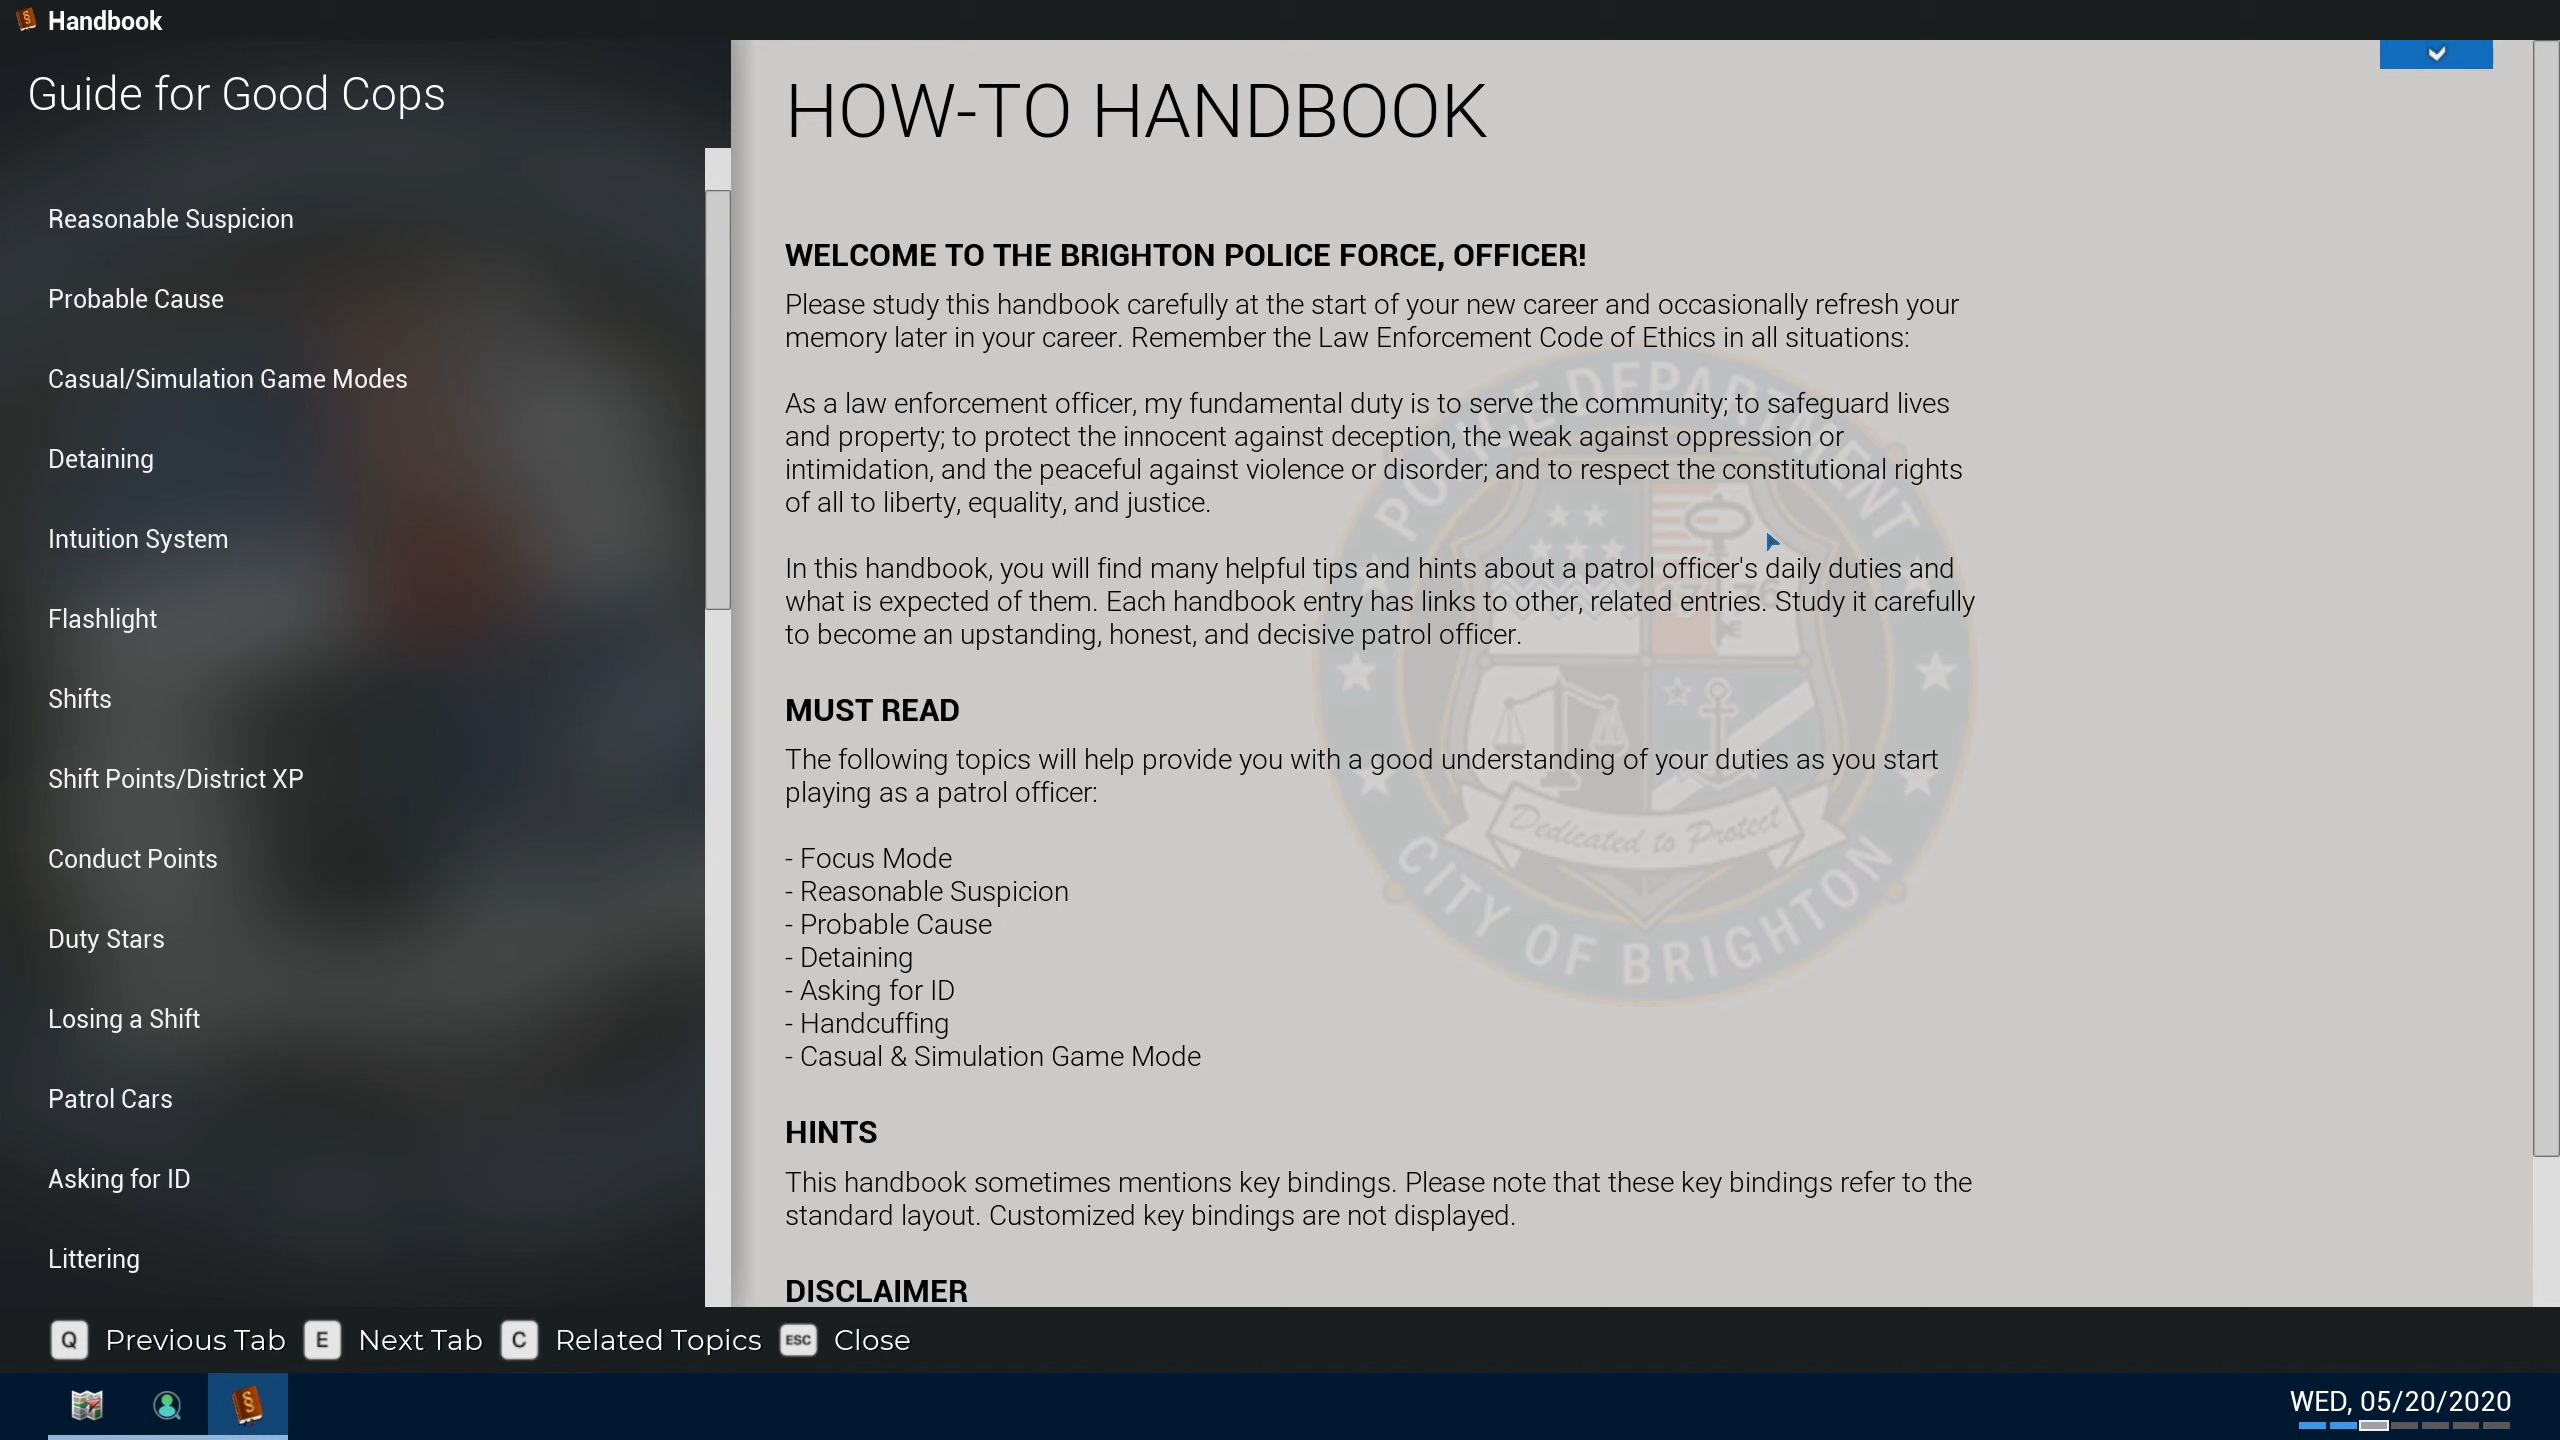 Handbook
Guide for Good Cops
Reasonable Suspicion
Probable Cause
Casual/Simulation Game Modes
Detaining
Intuition System
Flashlight
Shifts
Shift Points/District XP
Conduct Points
Duty Stars
Losing a Shift
Patrol Cars
Asking for ID
Littering
HOW-TO HANDBOOK
WELCOME TO THE BRIGHTON POLICE FORCE, OFFICER!
Please study this handbook carefully at the start of your new career and occasionally refresh your
memory later in your career. Remember the Law Enforcement Code of Ethics in all situations:
As a law enforcement officer, my fundamental duty is to serve the community; to safeguard lives
and property; to protect the innocent against deception, the weak against oppression or
intimidation, and the peaceful against violence or disorder; and to respect the constitutional rights
of all to liberty, equality, and justice.
In this handbook, you will find many helpful tips and hints about a patrol officer's daily duties and
what is expected of them. Each handbook entry has links to other, related entries. Study it carefully
to become an upstanding, honest, and decisive patrol officer.
MUST READ
The following topics will help provide you with a good understanding of your duties as you start
playing as a patrol officer:
- Focus Mode
- Reasonable Suspicion
- Probable Cause
- Detaining
- Asking for ID
- Handcuffing
- Casual & Simulation Game Mode
HINTS
This handbook sometimes mentions key bindings. Please note that these key bindings refer to the
standard layout. Customized key bindings are not displayed.
DISCLAIMER
POLICE DEPARTMENT
1776
Dedicated to Protect
CITY OF BRIGHTON
Q Previous Tab E Next Tab C Related Topics ESC Close
WED, 05/20/2020